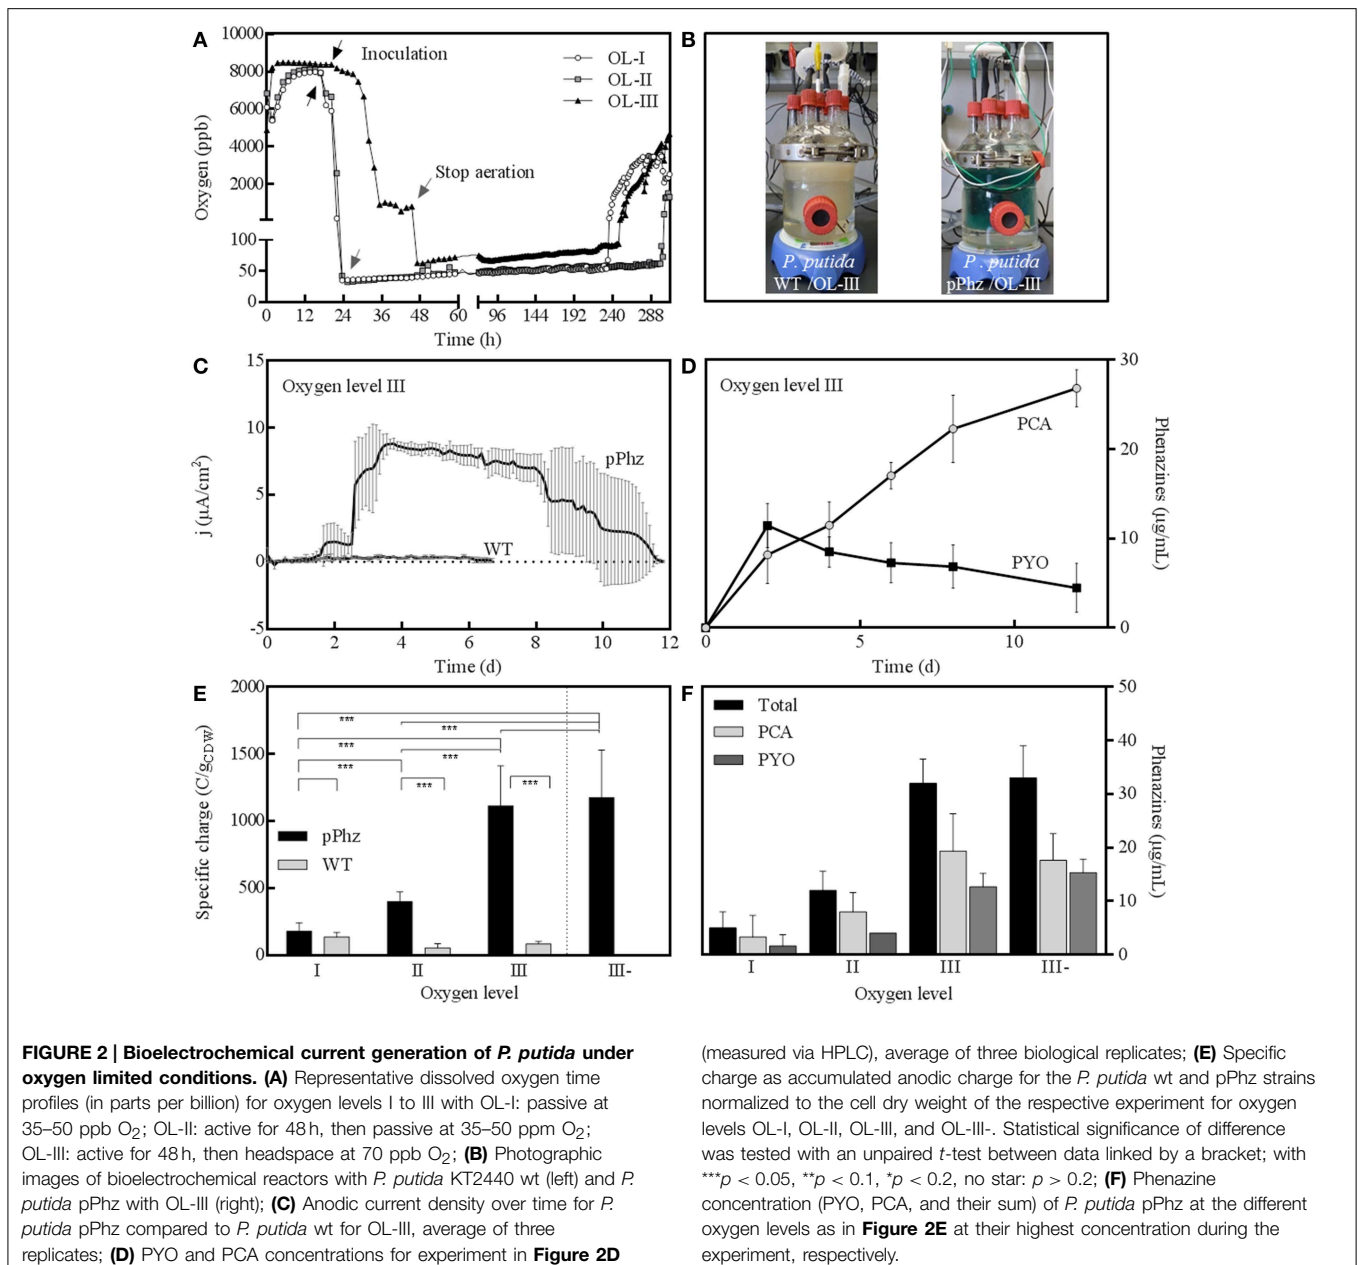 A
Oxygen (ppb)
10000
8000
6000
4000
2000
100
50
0
Inoculation
Stop aeration
OL-I
OL-II
OL-III
0 12 24 36 48 60 96 144 192 240 288
Time (h)
B
P. putida
WT /OL-III
P. putida
pPhz /OL-III
C
j (µA/cm²)
15
10
5
0
-5
Oxygen level III
pPhz
WT
0 2 4 6 8 10 12
Time (d)
D
Oxygen level III
PCA
PYO
30
20
10
0
Phenazines (µg/mL)
0 5 10
Time (d)
E
Specific charge (C/gCDW)
2000
1500
1000
500
0
***
***
***
***
***
***
***
pPhz
WT
I II III III-
Oxygen level
F
Total
PCA
PYO
50
40
30
20
10
0
Phenazines (µg/mL)
I II III III-
Oxygen level
FIGURE 2 | Bioelectrochemical current generation of P. putida under
oxygen limited conditions. (A) Representative dissolved oxygen time
profiles (in parts per billion) for oxygen levels I to III with OL-I: passive at
35–50 ppb O₂; OL-II: active for 48 h, then passive at 35–50 ppm O₂;
OL-III: active for 48 h, then headspace at 70 ppb O₂; (B) Photographic
images of bioelectrochemical reactors with P. putida KT2440 wt (left) and P.
putida pPhz with OL-III (right); (C) Anodic current density over time for P.
putida pPhz compared to P. putida wt for OL-III, average of three
replicates; (D) PYO and PCA concentrations for experiment in Figure 2D
(measured via HPLC), average of three biological replicates; (E) Specific
charge as accumulated anodic charge for the P. putida wt and pPhz strains
normalized to the cell dry weight of the respective experiment for oxygen
levels OL-I, OL-II, OL-III, and OL-III-. Statistical significance of difference
was tested with an unpaired t-test between data linked by a bracket; with
***p < 0.05, **p < 0.1, *p < 0.2, no star: p > 0.2; (F) Phenazine
concentration (PYO, PCA, and their sum) of P. putida pPhz at the different
oxygen levels as in Figure 2E at their highest concentration during the
experiment, respectively.